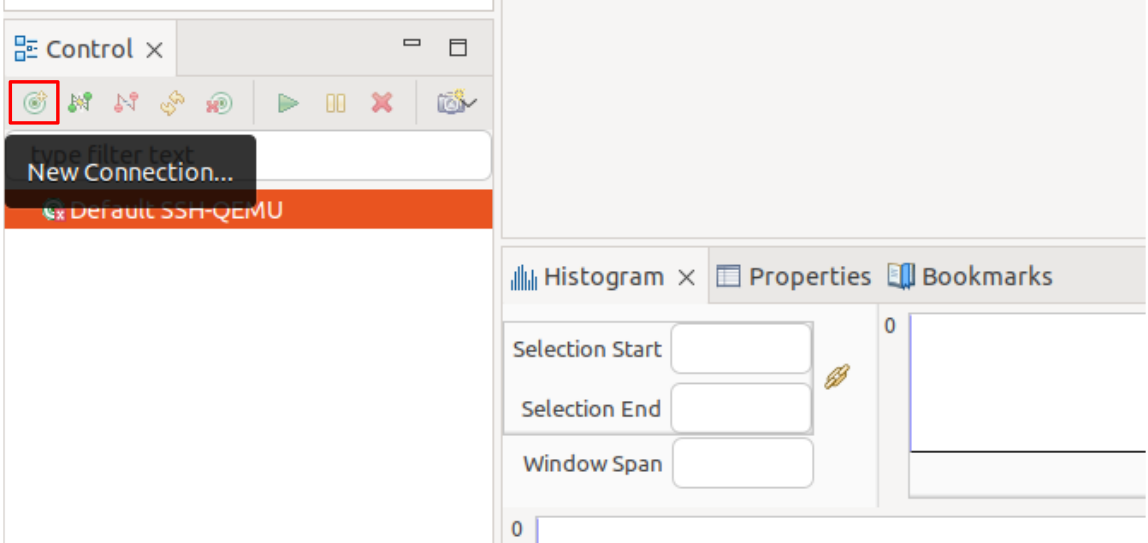 Control
type filter text
New Connection...
Default SSH-QEMU
Histogram
Properties
Bookmarks
Selection Start
Selection End
Window Span
0
0